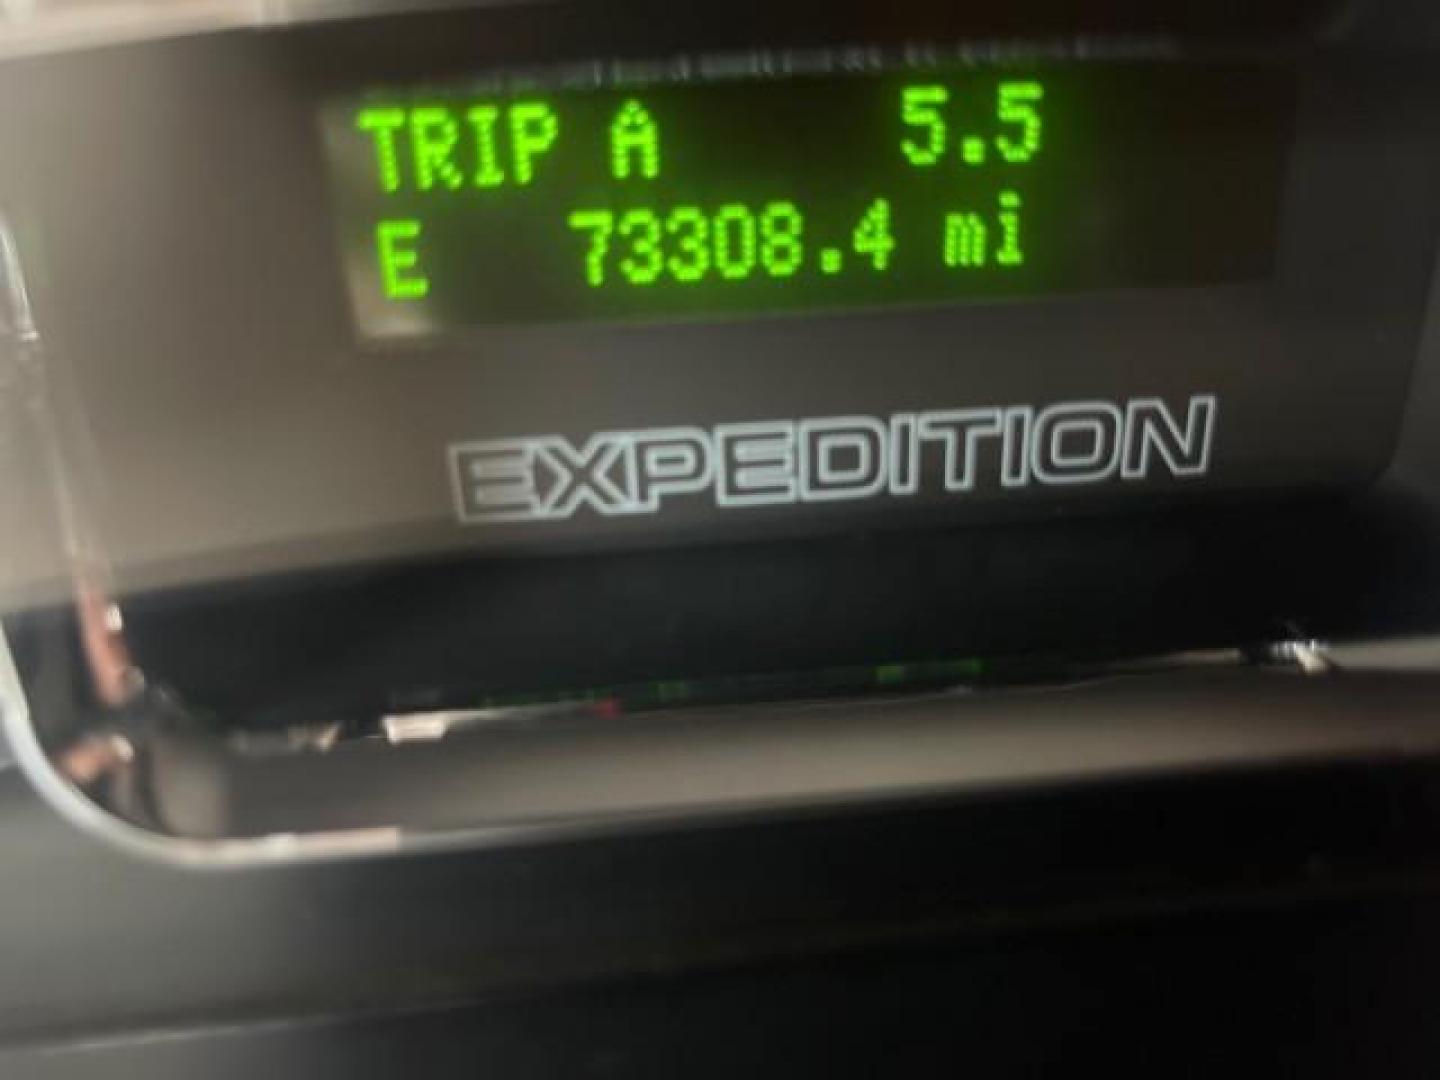 TRIP A 5.5
E 73308.4 mi
EXPEDITION